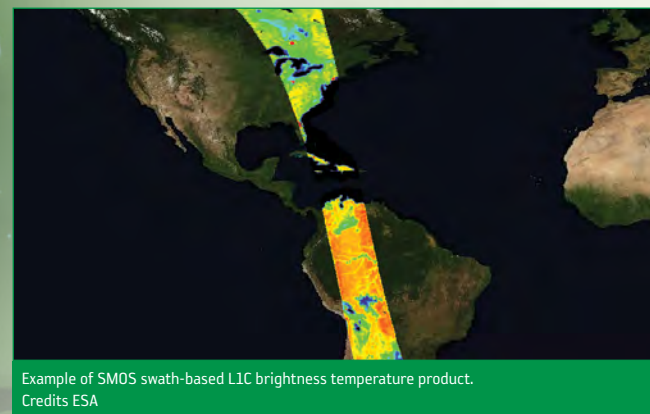 Example of SMOS swath-based L1C brightness temperature product.
Credits ESA